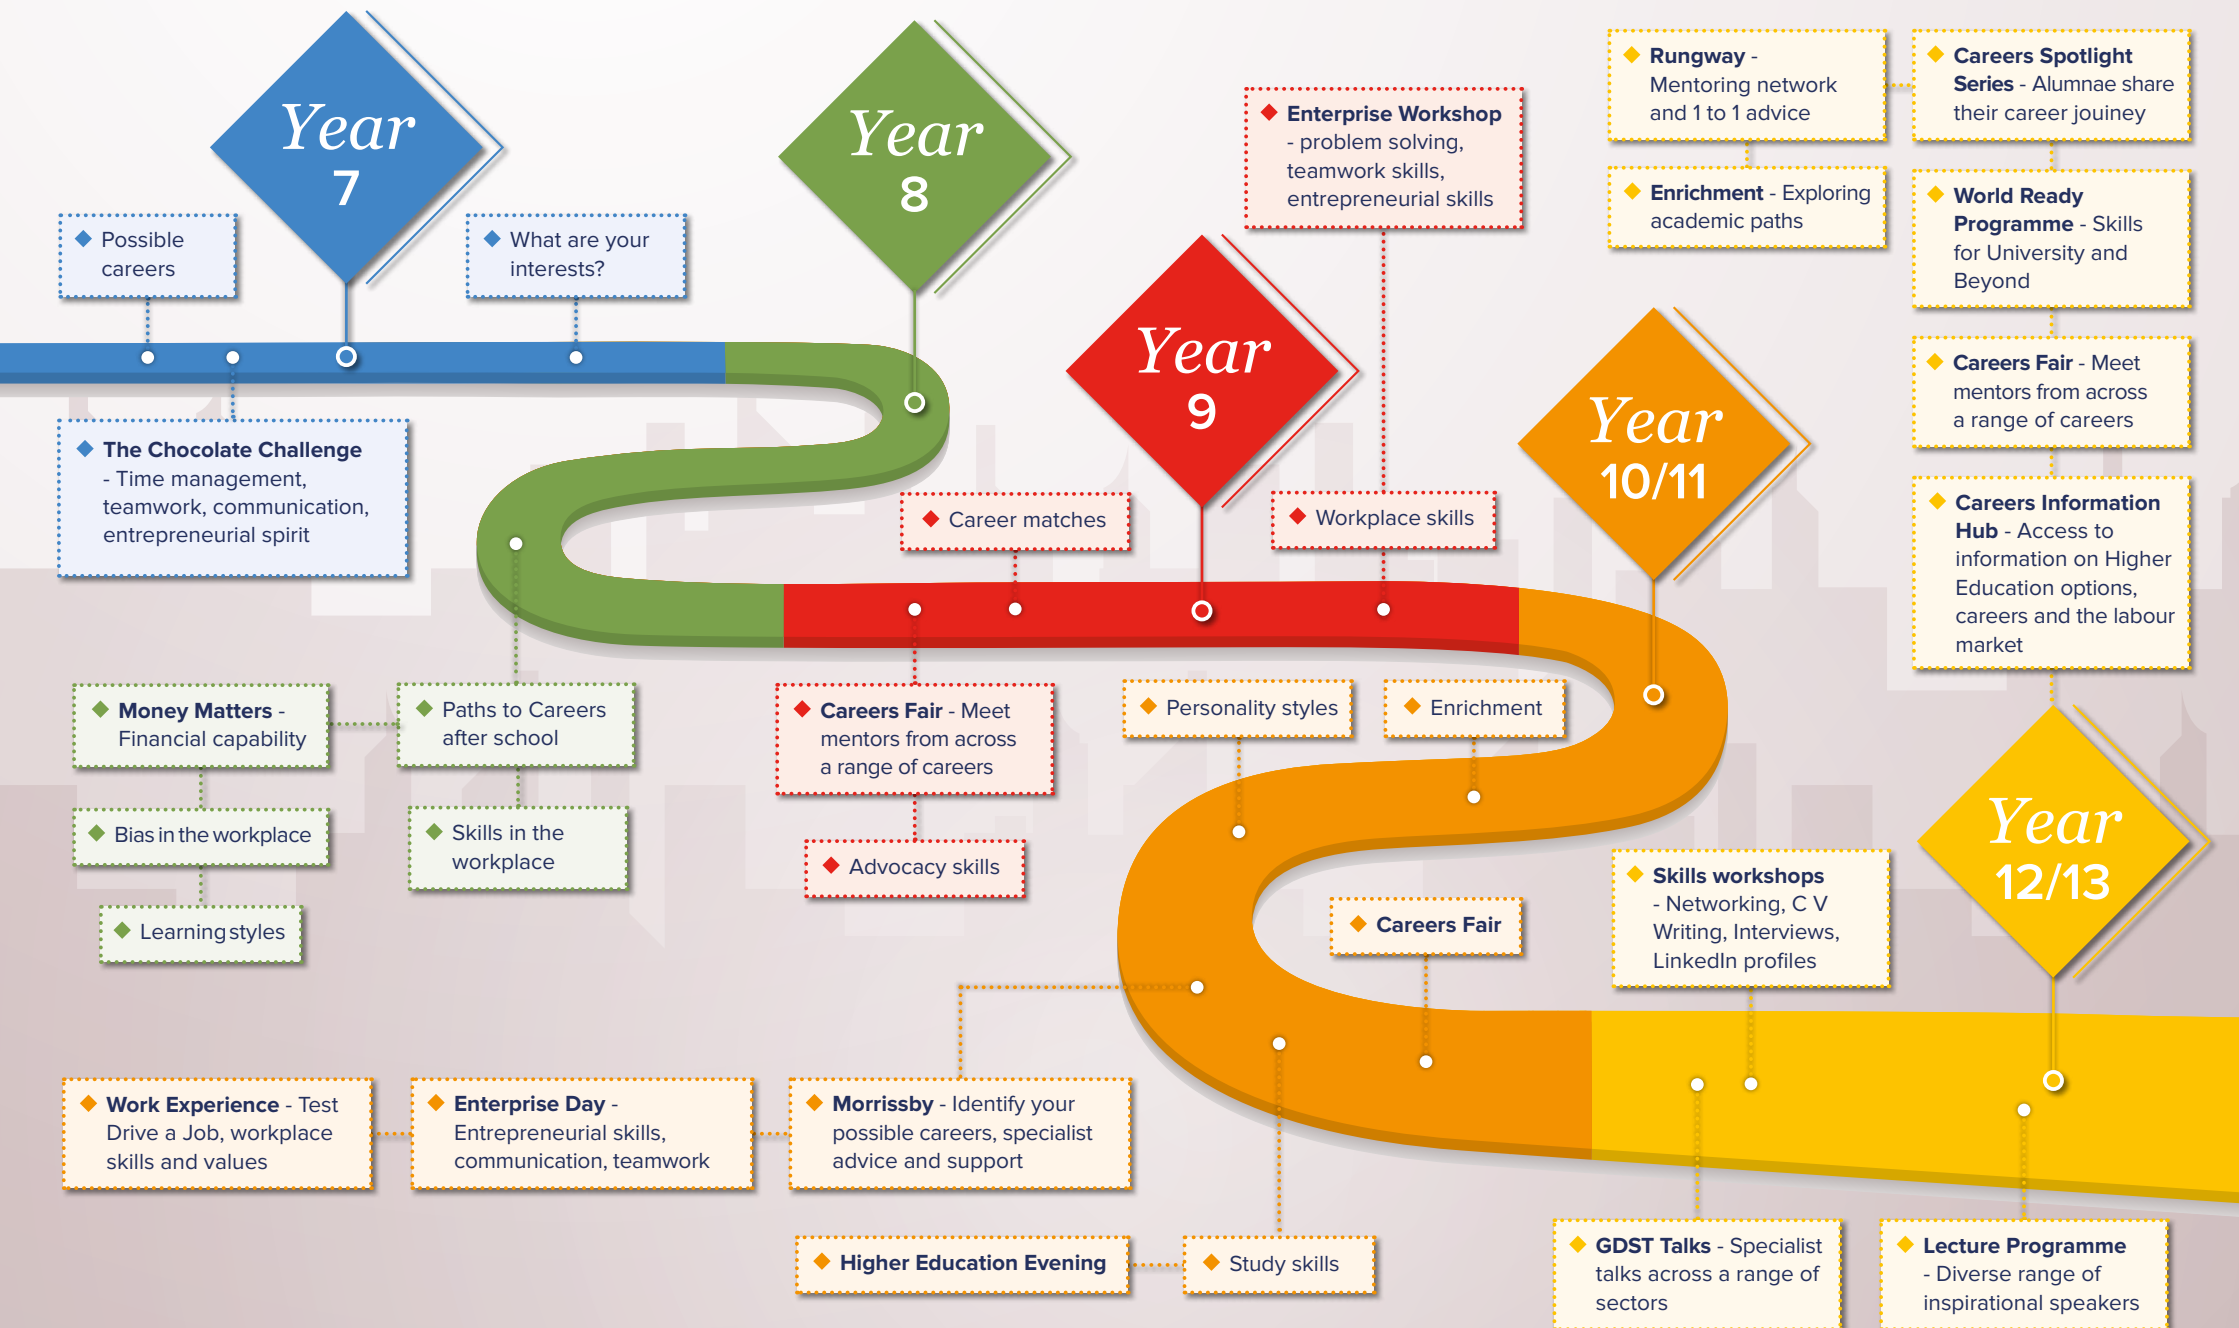 Year
7
Possible
careers
What are your
interests?
The Chocolate Challenge
- Time management,
teamwork, communication,
entrepreneurial spirit
Year
8
Money Matters -
Financial capability
Paths to Careers
after school
Bias in the workplace
Skills in the
workplace
Learning styles
Year
9
Enterprise Workshop
- problem solving,
teamwork skills,
entrepreneurial skills
Career matches
Workplace skills
Careers Fair - Meet
mentors from across
a range of careers
Advocacy skills
Year
10/11
Personality styles
Enrichment
Careers Fair
Work Experience - Test
Drive a Job, workplace
skills and values
Enterprise Day -
Entrepreneurial skills,
communication, teamwork
Morrissby - Identify your
possible careers, specialist
advice and support
Higher Education Evening
Study skills
Rungway -
Mentoring network
and 1 to 1 advice
Careers Spotlight
Series - Alumnae share
their career jouiney
Enrichment - Exploring
academic paths
World Ready
Programme - Skills
for University and
Beyond
Careers Fair - Meet
mentors from across
a range of careers
Careers Information
Hub - Access to
information on Higher
Education options,
careers and the labour
market
Year
12/13
Skills workshops
- Networking, C V
Writing, Interviews,
LinkedIn profiles
GDST Talks - Specialist
talks across a range of
sectors
Lecture Programme
- Diverse range of
inspirational speakers